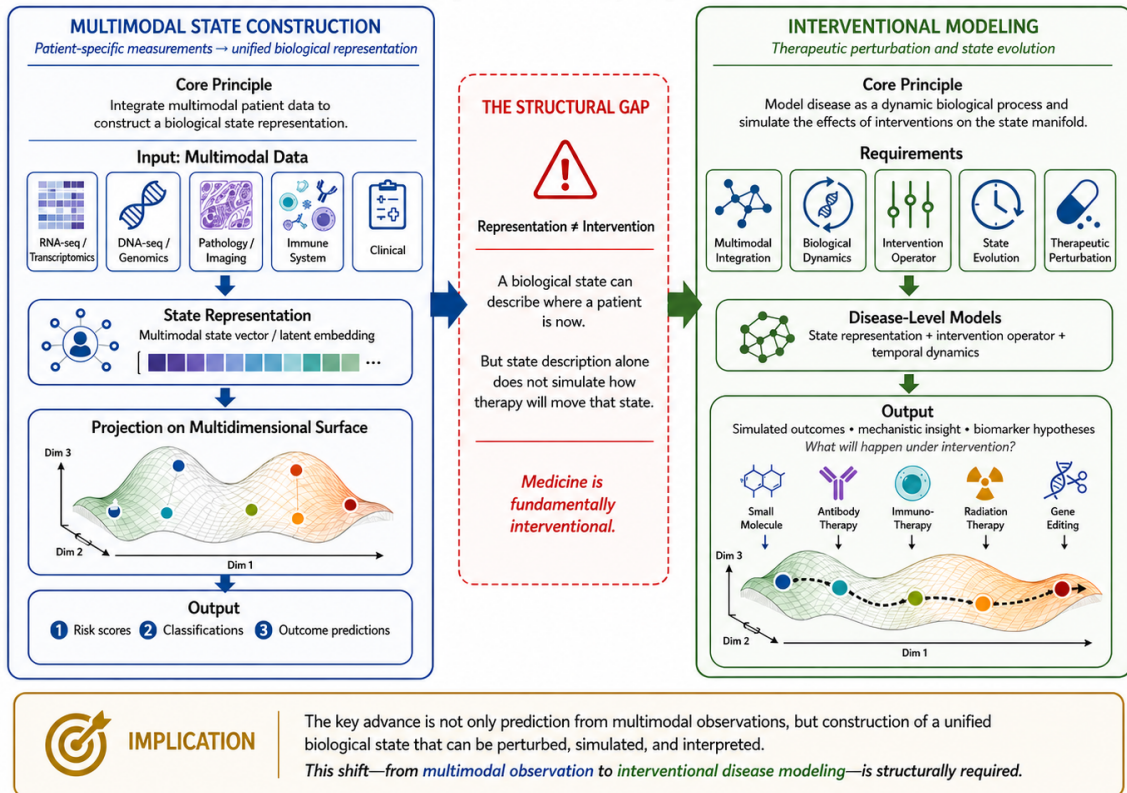 MULTIMODAL STATE CONSTRUCTION
Patient-specific measurements → unified biological representation
Core Principle
Integrate multimodal patient data to
construct a biological state representation.
Input: Multimodal Data
RNA-seq /
Transcriptomics
DNA-seq /
Genomics
Pathology /
Imaging
Immune
System
Clinical
State Representation
Multimodal state vector / latent embedding
...
Projection on Multidimensional Surface
Dim 3
Dim 2
Dim 1
Output
1 Risk scores 2 Classifications 3 Outcome predictions
THE STRUCTURAL GAP
!
Representation ≠ Intervention
A biological state can
describe where a patient
is now.
But state description alone
does not simulate how
therapy will move that state.
Medicine is
fundamentally
interventional.
INTERVENTIONAL MODELING
Therapeutic perturbation and state evolution
Core Principle
Model disease as a dynamic biological process and
simulate the effects of interventions on the state manifold.
Requirements
Multimodal
Integration
Biological
Dynamics
Intervention
Operator
State
Evolution
Therapeutic
Perturbation
Disease-Level Models
State representation + intervention operator +
temporal dynamics
Output
Simulated outcomes • mechanistic insight • biomarker hypotheses
What will happen under intervention?
Small
Molecule
Antibody
Therapy
Immuno-
Therapy
Radiation
Therapy
Gene
Editing
Dim 3
Dim 2
Dim 1
IMPLICATION
The key advance is not only prediction from multimodal observations, but construction of a unified
biological state that can be perturbed, simulated, and interpreted.
This shift—from multimodal observation to interventional disease modeling—is structurally required.